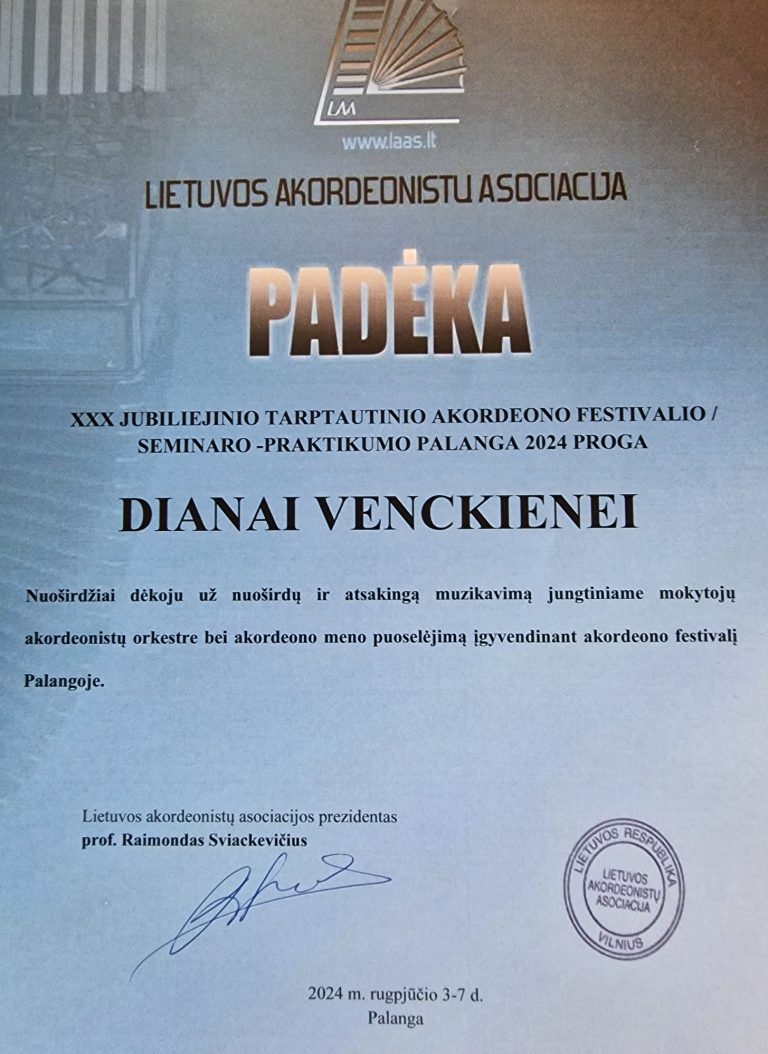 LAA
www.laas.lt
LIETUVOS AKORDEONISTŲ ASOCIACIJA
PADĖKA
XXX JUBILIEJINIO TARPTAUTINIO AKORDEONO FESTIVALIO /
SEMINARO -PRAKTIKUMO PALANGA 2024 PROGA
DIANAI VENCKIENEI
Nuoširdžiai dėkoju už nuoširdų ir atsakingą muzikavimą jungtiniame mokytojų
akordeonistų orkestre bei akordeono meno puoselėjimą įgyvendinant akordeono festivalį
Palangoje.
Lietuvos akordeonistų asociacijos prezidentas
prof. Raimondas Sviackevičius
LIETUVOS RESPUBLIKA
LIETUVOS
AKORDEONISTŲ
ASOCIACIJA
VILNIUS
2024 m. rugpjūčio 3-7 d.
Palanga